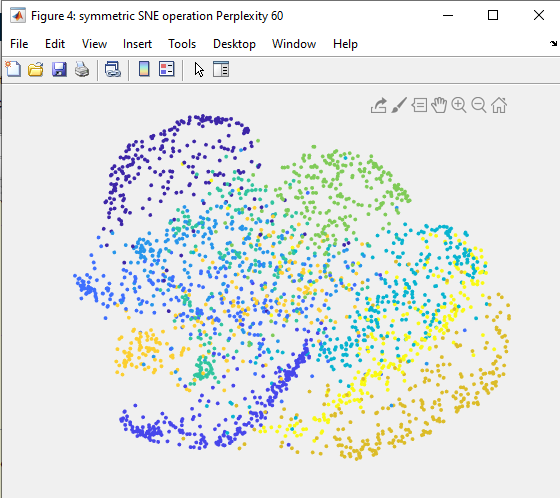 Figure 4: symmetric SNE operation Perplexity 60
File Edit View Insert Tools Desktop Window Help